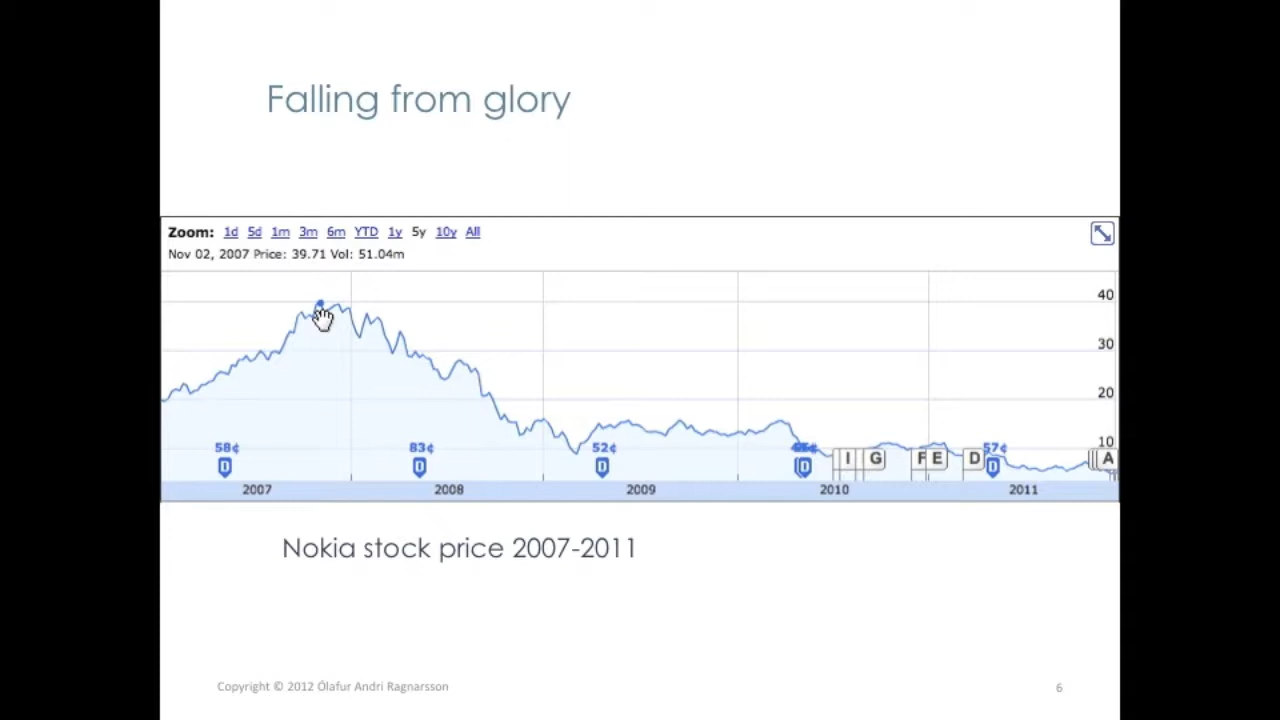 Falling from glory
Zoom: 1d 5d 1m 3m 6m YTD 1y 5y 10y All
Nov 02, 2007 Price: 39.71 Vol: 51.04m
40
30
20
10
58¢ 83¢ 52¢ 57¢
D D D D I G F E D D A
2007 2008 2009 2010 2011
Nokia stock price 2007-2011
Copyright © 2012 Ólafur Andri Ragnarsson 6